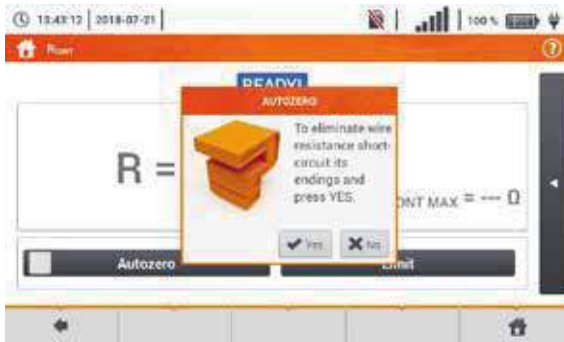 13:43:12 2018-07-21 100 %
RCONT
READY!
AUTOZERO
To eliminate wire
resistance short-
circuit its
endings and
press YES.
R =
CONT MAX = --- Ω
Yes No
Autozero Limit